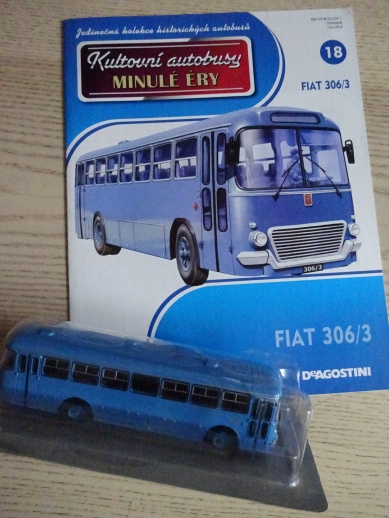 Jedinečná kolekce historických autobusů
Kultovní autobusy
MINULÉ ÉRY
18
FIAT 306/3
306/3
FIAT 306/3
DeAGOSTINI